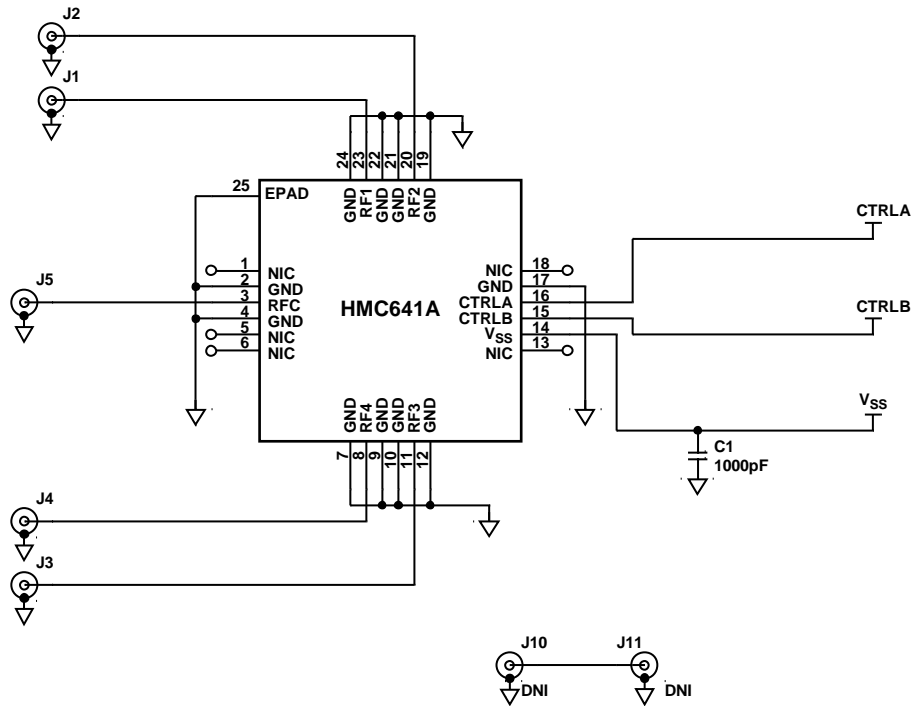 J2
J1
24 23 22 21 20 19
25 EPAD
GND RF1 GND GND RF2 GND
CTRLA
J5
1 NIC
2 GND
3 RFC
4 GND
5 NIC
6 NIC
HMC641A
NIC 18
GND 17
CTRLA 16
CTRLB 15
VSS 14
NIC 13
CTRLB
VSS
GND RF4 GND GND RF3 GND
7 8 9 10 11 12
C1
1000pF
J4
J3
J10 J11
DNI DNI